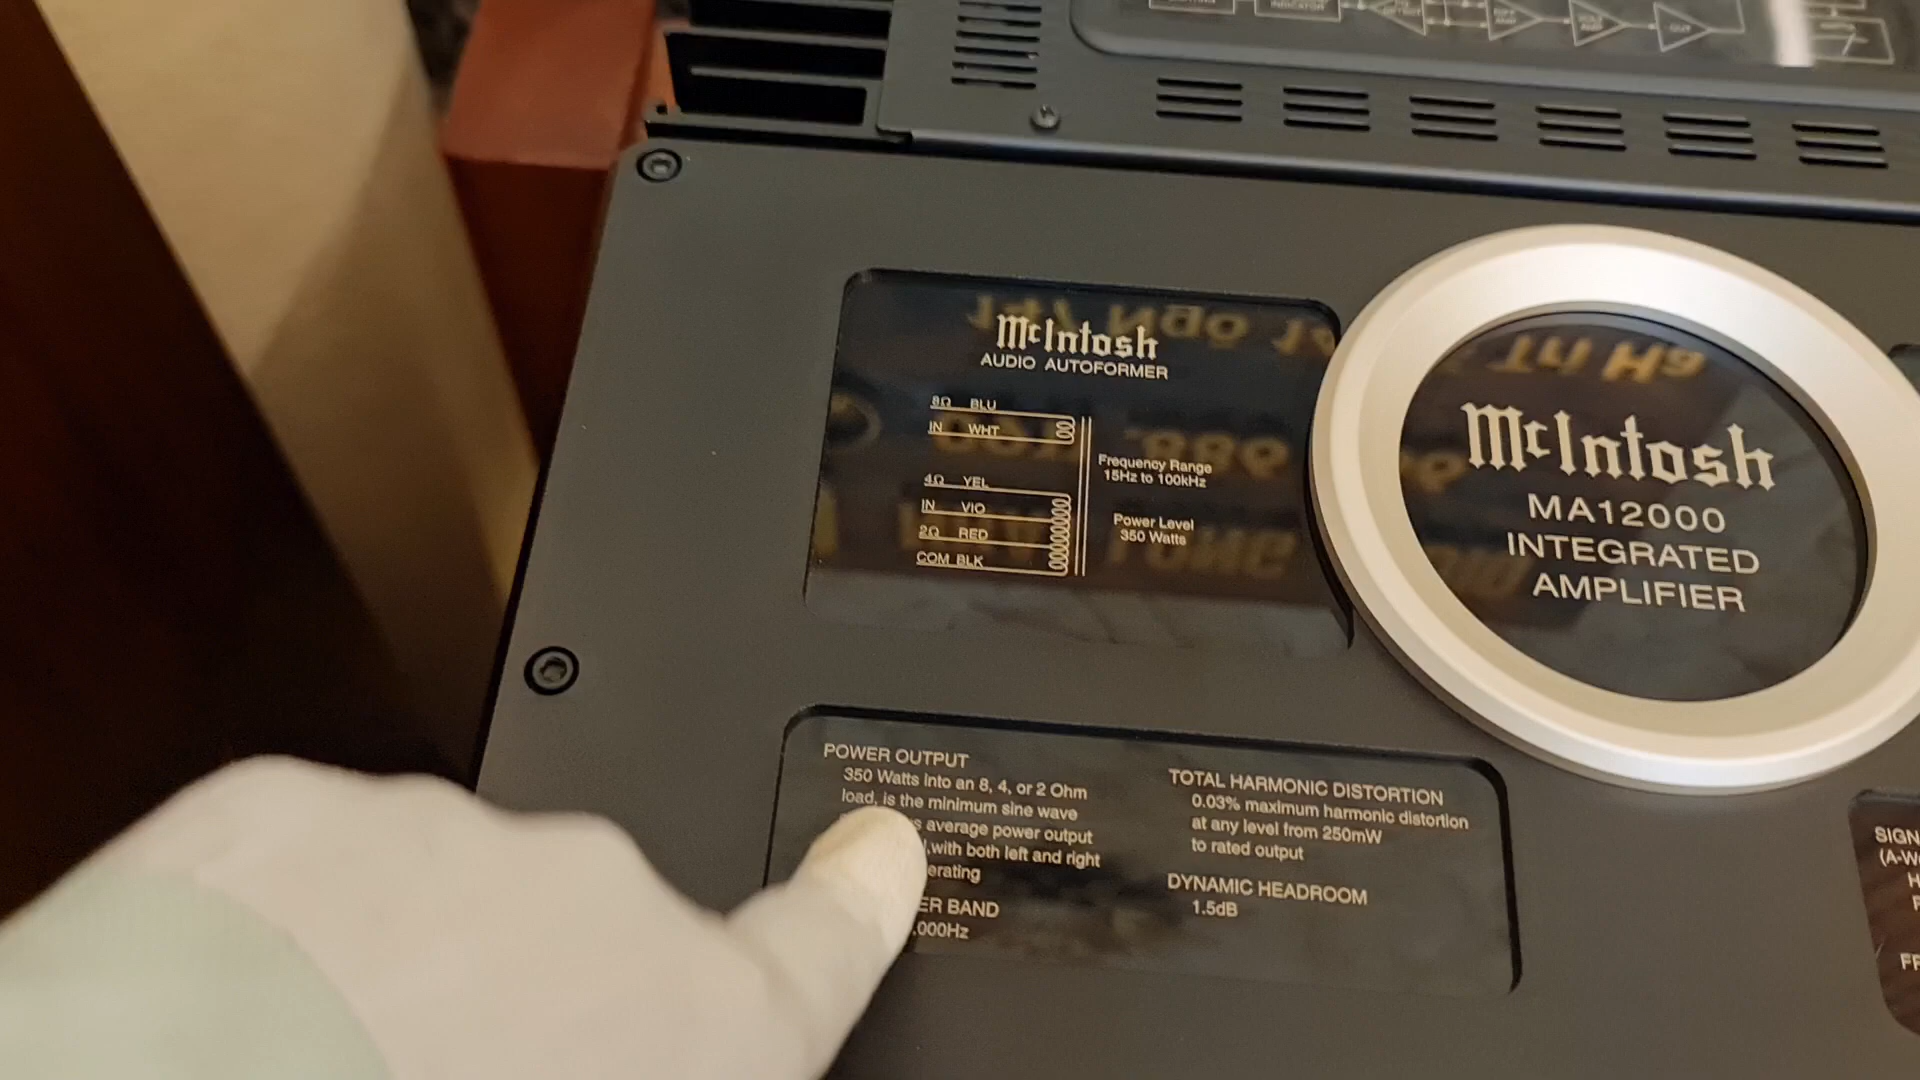 INDICATOR
OUT
McIntosh
AUDIO AUTOFORMER
8Ω BLU
IN WHT
4Ω YEL
IN VIO
2Ω RED
COM BLK
Frequency Range
15Hz to 100kHz
Power Level
350 Watts
McIntosh
MA12000
INTEGRATED
AMPLIFIER
POWER OUTPUT
350 Watts into an 8, 4, or 2 Ohm
load, is the minimum sine wave
average power output
with both left and right
TOTAL HARMONIC DISTORTION
0.03% maximum harmonic distortion
at any level from 250mW
to rated output
DYNAMIC HEADROOM
1.5dB
BAND